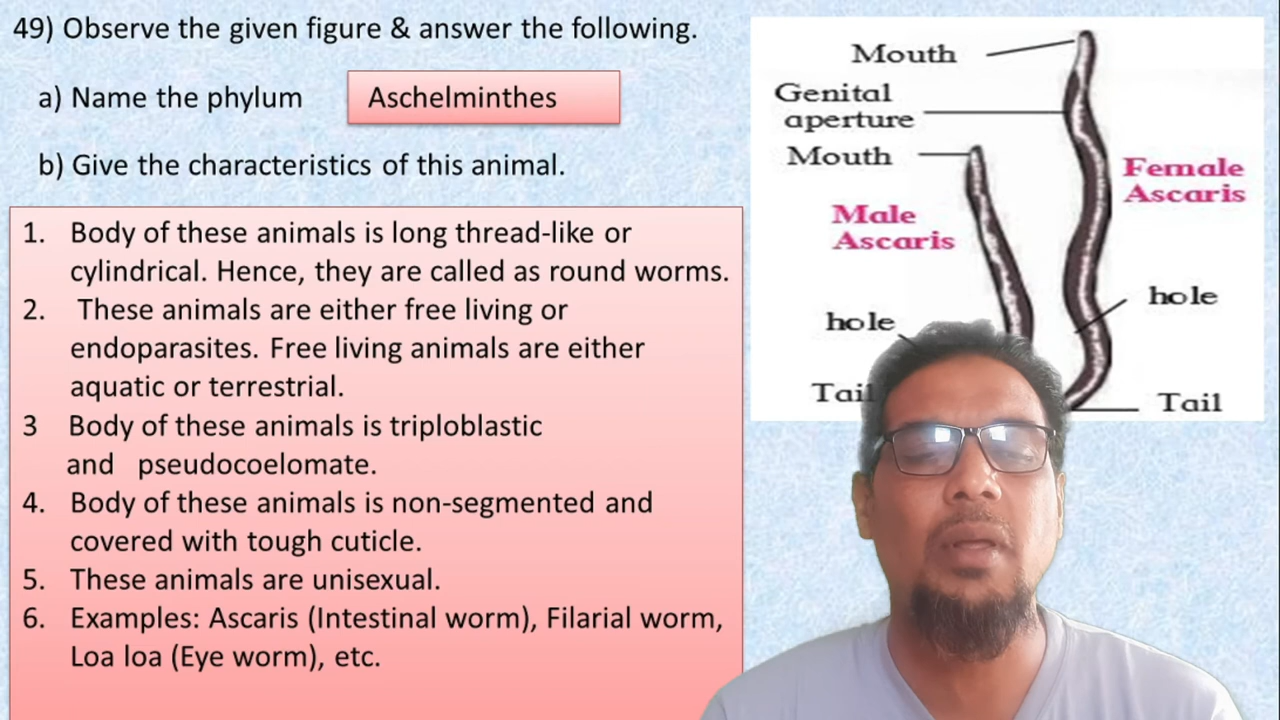 49) Observe the given figure & answer the following.
a) Name the phylum
Aschelminthes
b) Give the characteristics of this animal.
1. Body of these animals is long thread-like or
cylindrical. Hence, they are called as round worms.
2. These animals are either free living or
endoparasites. Free living animals are either
aquatic or terrestrial.
3 Body of these animals is triploblastic
and pseudocoelomate.
4. Body of these animals is non-segmented and
covered with tough cuticle.
5. These animals are unisexual.
6. Examples: Ascaris (Intestinal worm), Filarial worm,
Loa loa (Eye worm), etc.
Mouth
Genital
aperture
Mouth
Female
Ascaris
Male
Ascaris
hole
hole
Tail
Tail